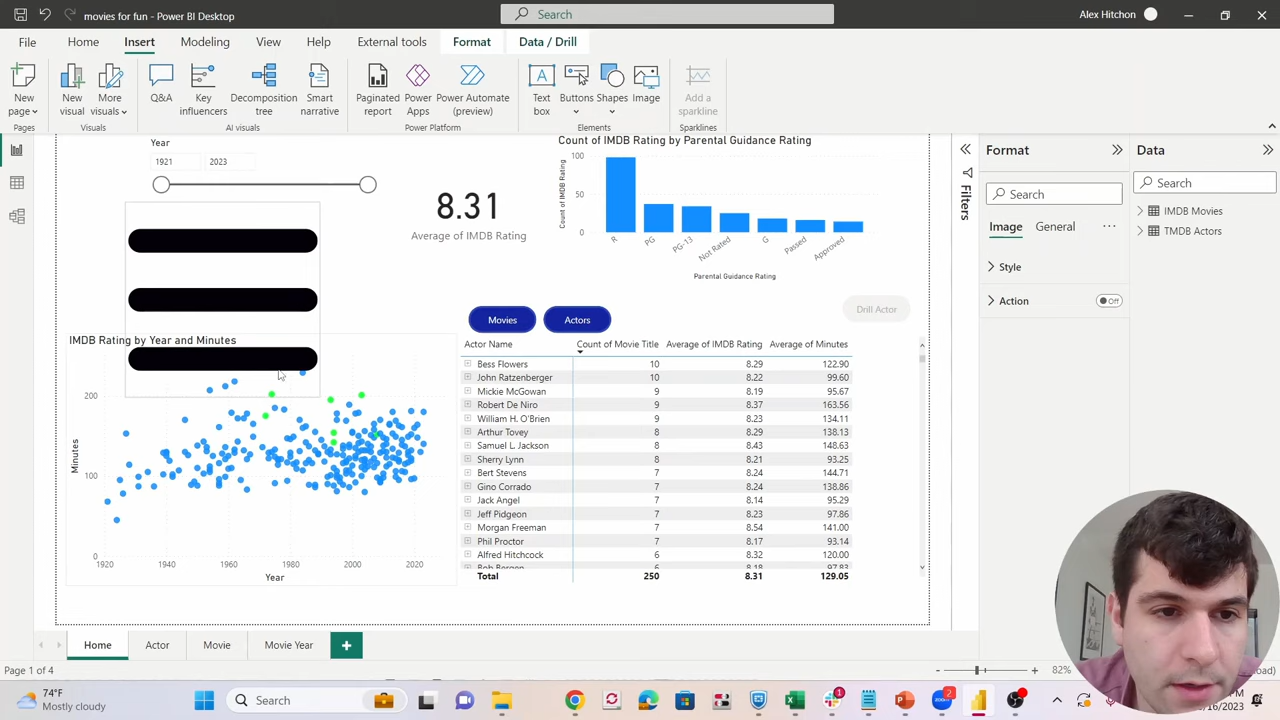 movies for fun - Power BI Desktop
Search
Alex Hitchon
File
Home
Insert
Modeling
View
Help
External tools
Format
Data / Drill
New page
New visual
More visuals
Q&A
Key influencers
Decomposition tree
Smart narrative
Paginated report
Power Apps
Power Automate (preview)
Text box
Buttons
Shapes
Image
Add a sparkline
Pages
Visuals
AI visuals
Power Platform
Elements
Sparklines
Year
1921
2023
8.31
Average of IMDB Rating
Count of IMDB Rating by Parental Guidance Rating
Count of IMDB Rating
100
50
0
R
PG
PG-13
Not Rated
G
Passed
Approved
Parental Guidance Rating
Movies
Actors
Drill Actor
IMDB Rating by Year and Minutes
Minutes
200
100
0
1920
1940
1960
1980
2000
2020
Year
Actor Name Count of Movie Title Average of IMDB Rating Average of Minutes
Bess Flowers 10 8.29 122.90
John Ratzenberger 10 8.22 99.60
Mickie McGowan 9 8.19 95.67
Robert De Niro 9 8.37 163.56
William H. O'Brien 9 8.23 134.11
Arthur Tovey 8 8.29 138.13
Samuel L. Jackson 8 8.43 148.63
Sherry Lynn 8 8.21 93.25
Bert Stevens 7 8.24 144.71
Gino Corrado 7 8.24 138.86
Jack Angel 7 8.14 95.29
Jeff Pidgeon 7 8.23 97.86
Morgan Freeman 7 8.54 141.00
Phil Proctor 7 8.17 93.14
Alfred Hitchcock 6 8.32 120.00
Bob Bergen 6 8.18 97.83
Total 250 8.31 129.05
Filters
Format
Search
Image
General
Style
Action
Off
Data
Search
IMDB Movies
TMDB Actors
Home
Actor
Movie
Movie Year
Page 1 of 4
82%
74°F
Mostly cloudy
Search
1
2